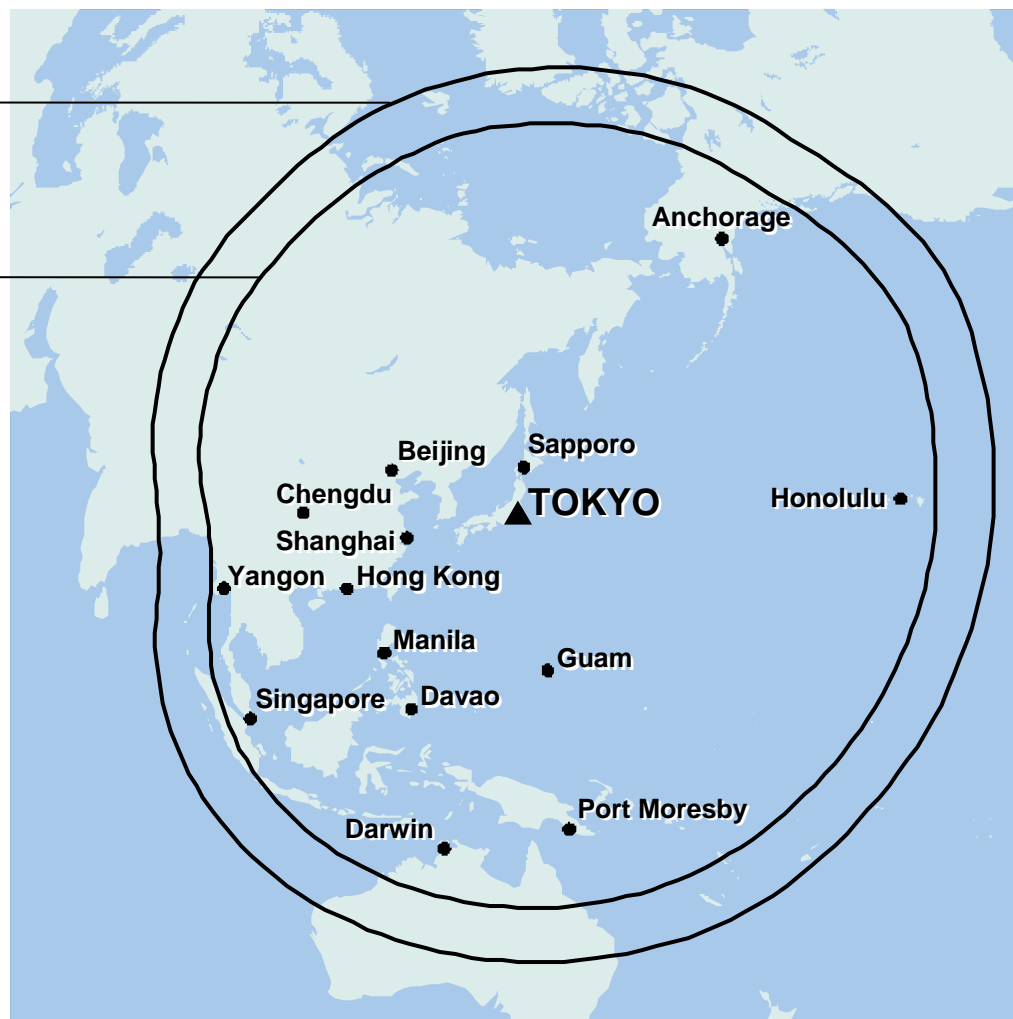 Anchorage
Sapporo
Beijing
Chengdu
TOKYO
Honolulu
Shanghai
Yangon
Hong Kong
Manila
Guam
Singapore
Davao
Port Moresby
Darwin